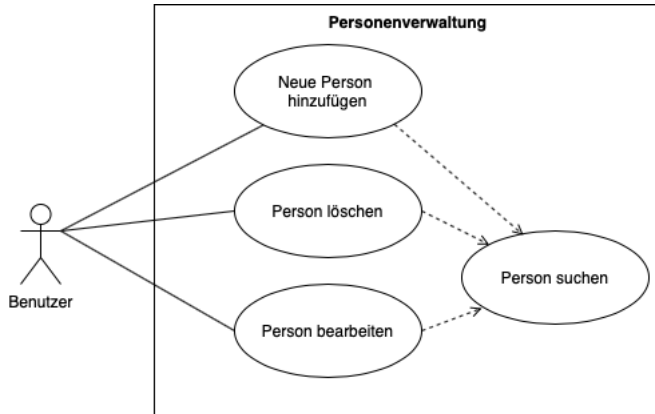 Personenverwaltung
Neue Person
hinzufügen
Person löschen
Person suchen
Benutzer
Person bearbeiten